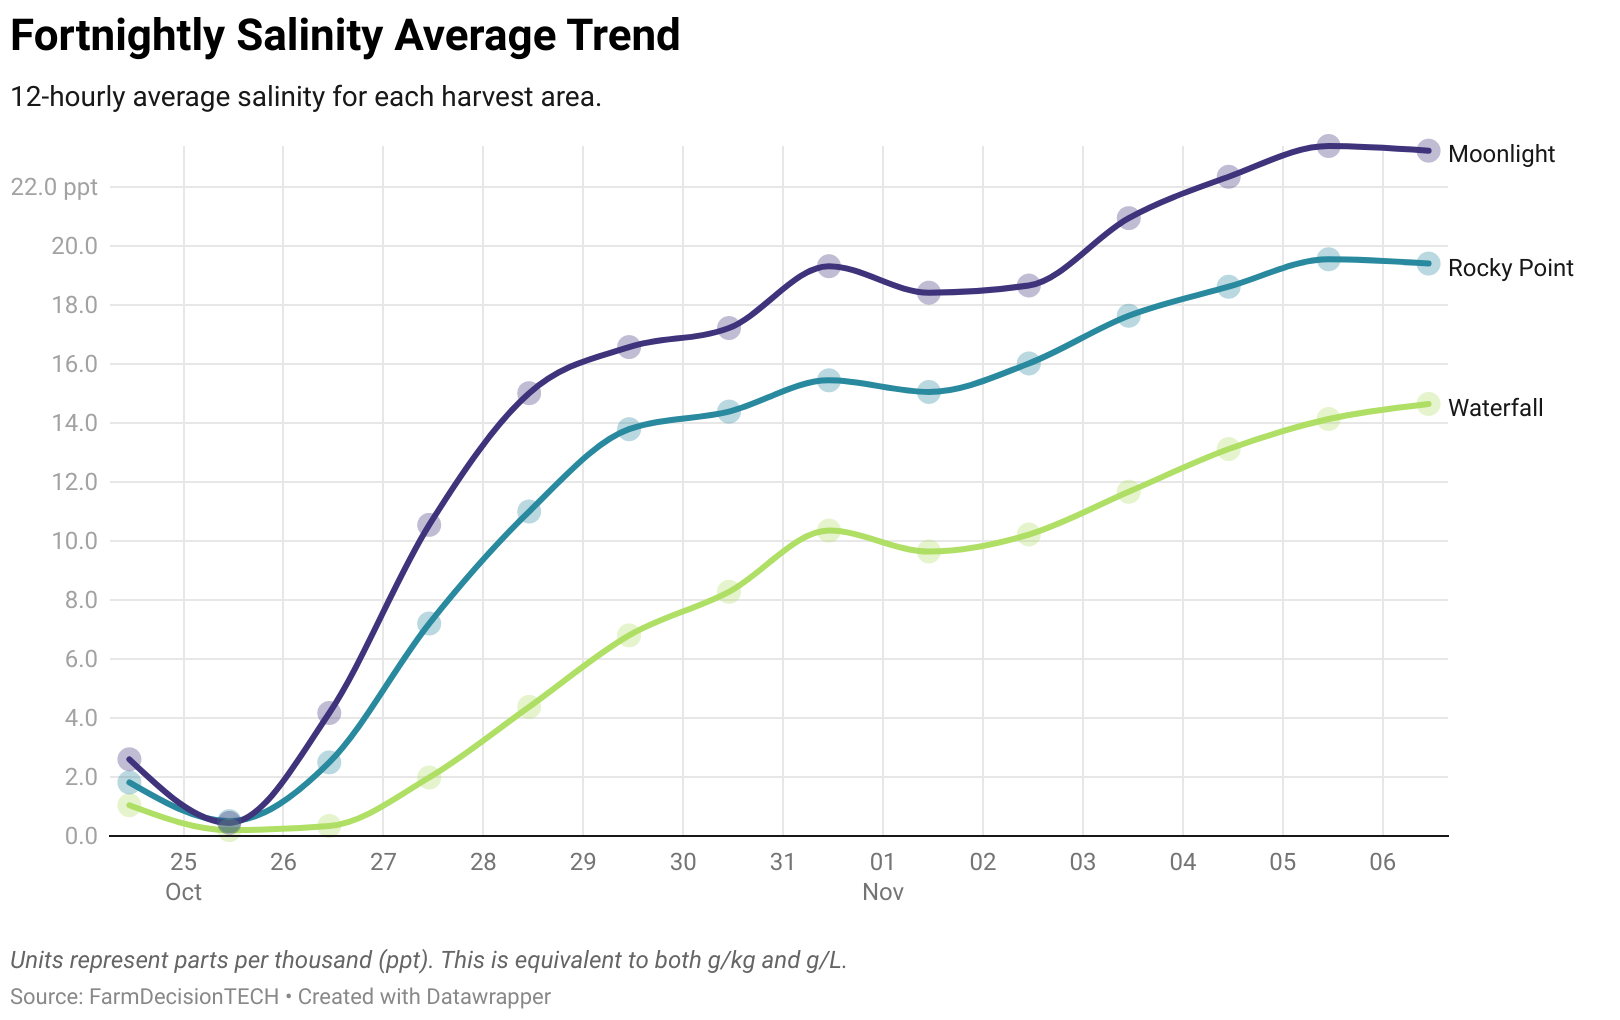 Fortnightly Salinity Average Trend
12-hourly average salinity for each harvest area.
Moonlight
22.0 ppt
20.0
Rocky Point
18.0
16.0
Waterfall
14.0
12.0
10.0
8.0
6.0
4.0
2.0
0.0
25 26 27 28 29 30 31 01 02 03 04 05 06
Oct Nov
Units represent parts per thousand (ppt). This is equivalent to both g/kg and g/L.
Source: FarmDecisionTECH • Created with Datawrapper